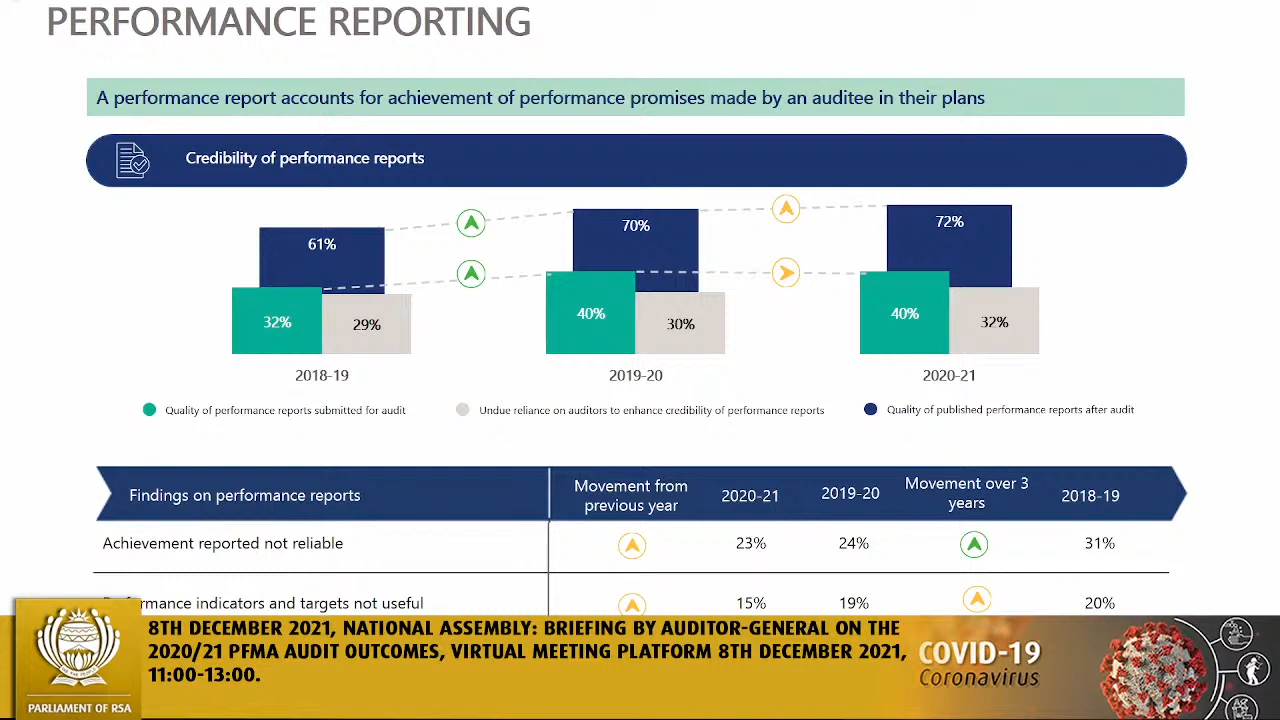 PERFORMANCE REPORTING
A performance report accounts for achievement of performance promises made by an auditee in their plans
Credibility of performance reports
61%
70%
72%
32%
29%
40%
30%
40%
32%
2018-19
2019-20
2020-21
Quality of performance reports submitted for audit
Undue reliance on auditors to enhance credibility of performance reports
Quality of published performance reports after audit
Findings on performance reports
Movement from
previous year
2020-21
2019-20
Movement over 3
years
2018-19
Achievement reported not reliable
23%
24%
31%
Performance indicators and targets not useful
15%
19%
20%
8TH DECEMBER 2021, NATIONAL ASSEMBLY: BRIEFING BY AUDITOR-GENERAL ON THE
2020/21 PFMA AUDIT OUTCOMES, VIRTUAL MEETING PLATFORM 8TH DECEMBER 2021,
11:00-13:00.
PARLIAMENT OF RSA
COVID-19
Coronavirus